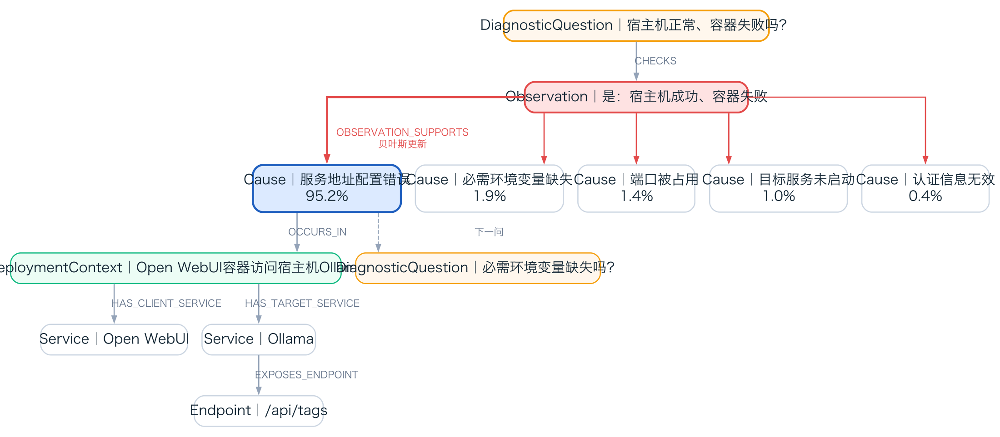 DiagnosticQuestion｜宿主机正常、容器失败吗？
CHECKS
Observation｜是：宿主机成功、容器失败
OBSERVATION_SUPPORTS
贝叶斯更新
Cause｜服务地址配置错误
95.2%
Cause｜必需环境变量缺失
1.9%
Cause｜端口被占用
1.4%
Cause｜目标服务未启动
1.0%
Cause｜认证信息无效
0.4%
OCCURS_IN
下一问
eploymentContext｜Open WebUI容器访问宿主机Ollama
DiagnosticQuestion｜必需环境变量缺失吗？
HAS_CLIENT_SERVICE
HAS_TARGET_SERVICE
Service｜Open WebUI
Service｜Ollama
EXPOSES_ENDPOINT
Endpoint｜/api/tags